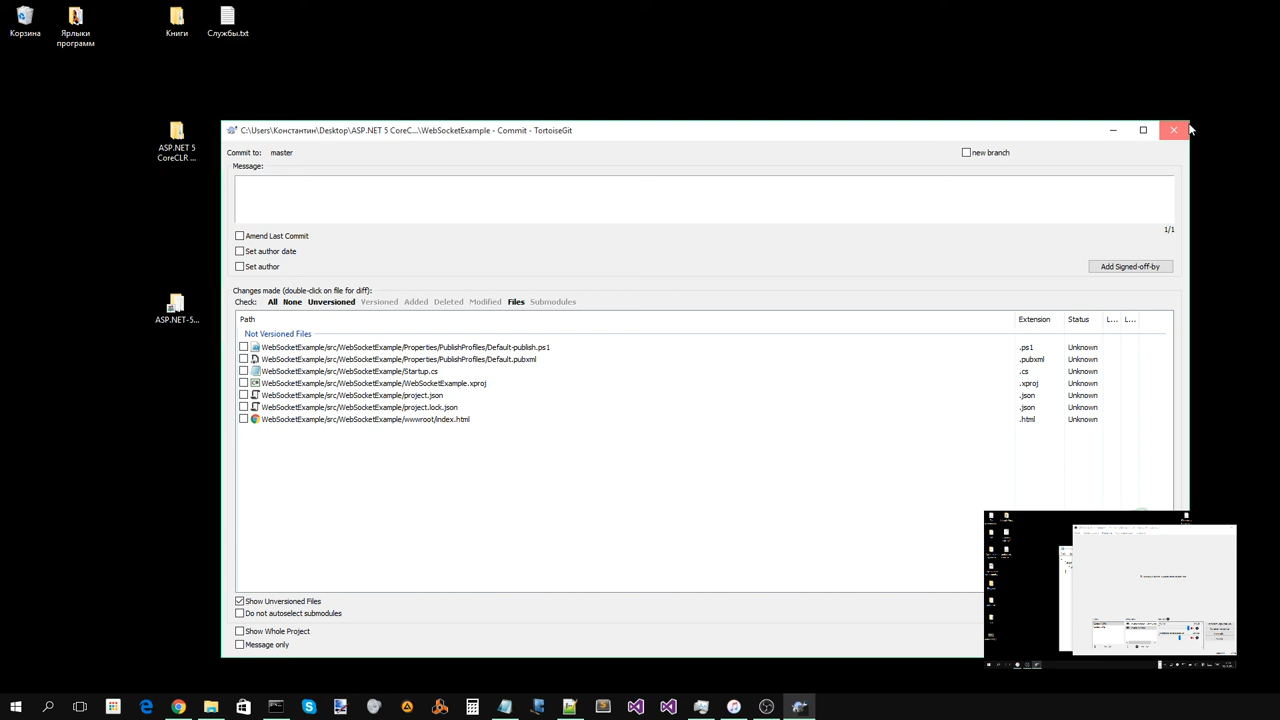 Корзина
Ярлыки
программ
Книги
Службы.txt
ASP.NET 5
CoreCLR ...
ASP.NET-5...
C:\Users\Константин\Desktop\ASP.NET 5 CoreC...\WebSocketExample - Commit - TortoiseGit
Commit to: master
new branch
Message:
1/1
Amend Last Commit
Set author date
Set author
Add Signed-off-by
Changes made (double-click on file for diff):
Check: All None Unversioned Versioned Added Deleted Modified Files Submodules
Path Extension Status L... L...
Not Versioned Files
WebSocketExample/src/WebSocketExample/Properties/PublishProfiles/Default-publish.ps1 .ps1 Unknown
WebSocketExample/src/WebSocketExample/Properties/PublishProfiles/Default.pubxml .pubxml Unknown
WebSocketExample/src/WebSocketExample/Startup.cs .cs Unknown
WebSocketExample/src/WebSocketExample/WebSocketExample.xproj .xproj Unknown
WebSocketExample/src/WebSocketExample/project.json .json Unknown
WebSocketExample/src/WebSocketExample/project.lock.json .json Unknown
WebSocketExample/src/WebSocketExample/wwwroot/index.html .html Unknown
Show Unversioned Files
Do not autoselect submodules
Show Whole Project
Message only